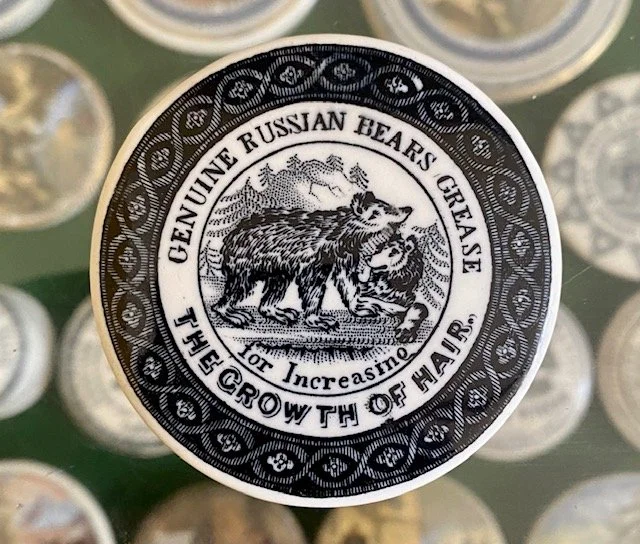 GENUINE RUSSIAN BEARS GREASE
for Increasing
THE GROWTH OF HAIR.